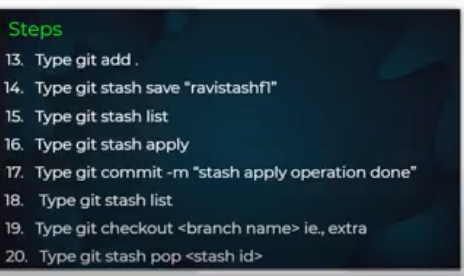 Steps
13. Type git add .
14. Type git stash save “ravistashf1”
15. Type git stash list
16. Type git stash apply
17. Type git commit -m “stash apply operation done”
18. Type git stash list
19. Type git checkout <branch name> ie., extra
20. Type git stash pop <stash id>